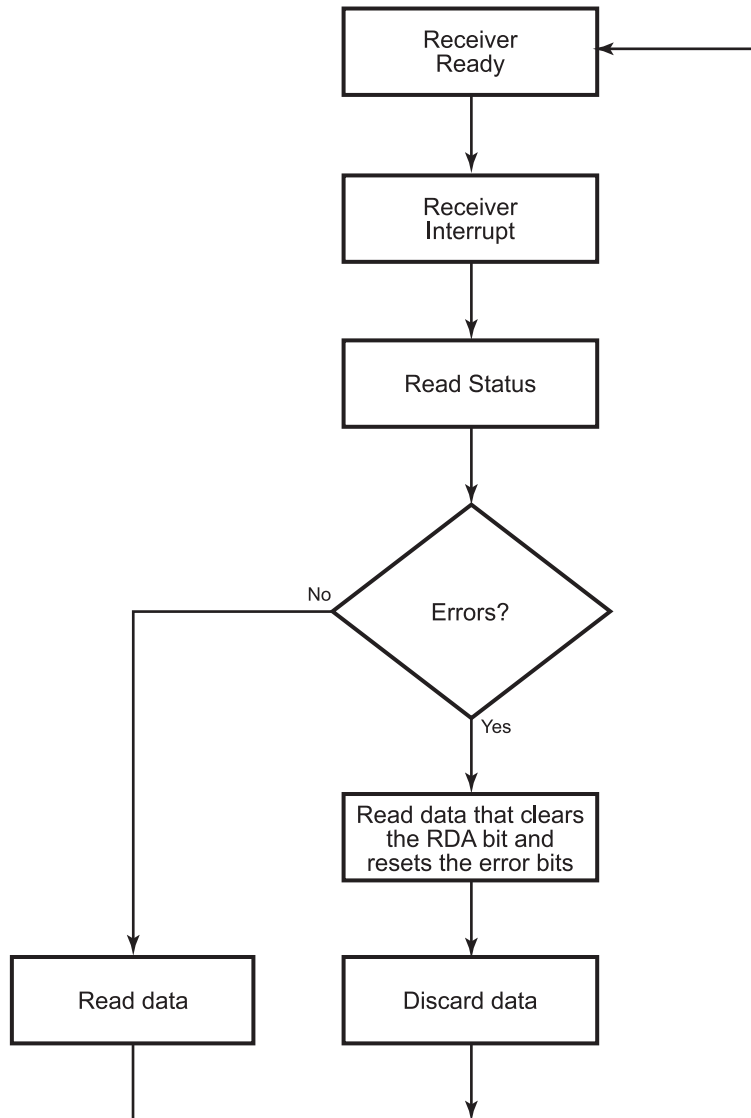 Receiver
Ready
Receiver
Interrupt
Read Status
Errors?
No
Yes
Read data that clears
the RDA bit and
resets the error bits
Read data
Discard data